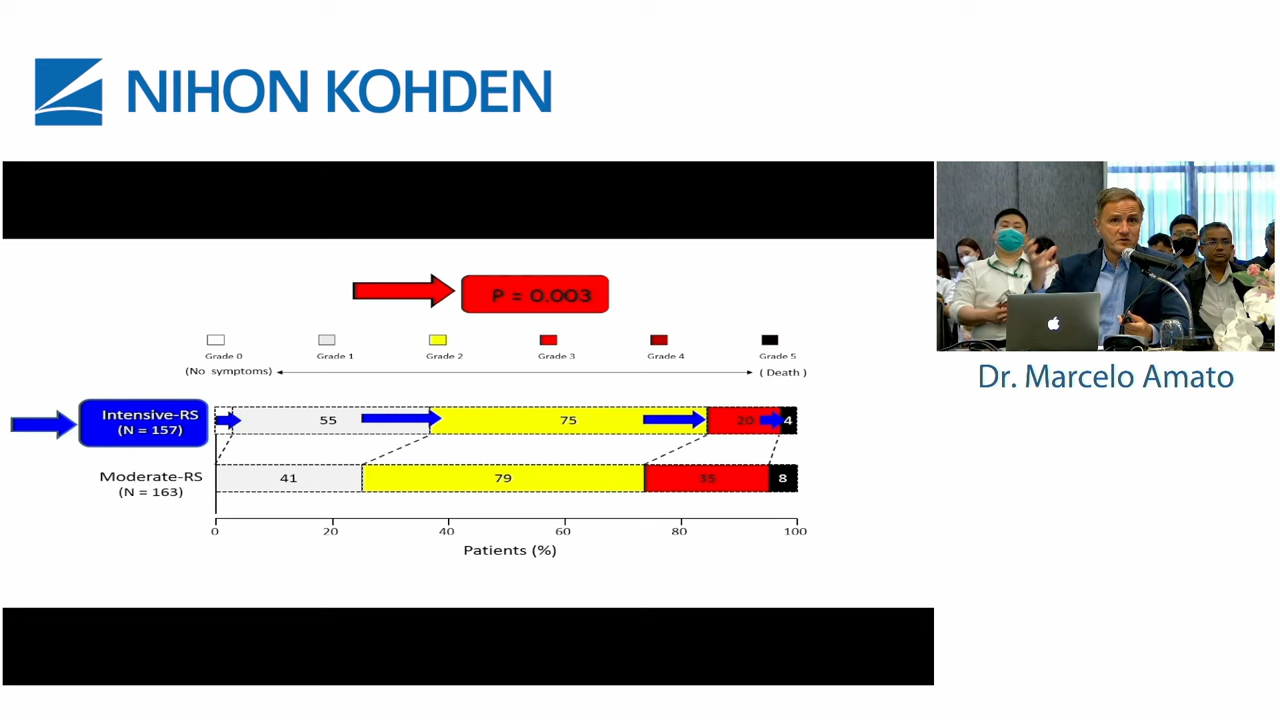 NIHON KOHDEN
P = 0.003
Grade 0
Grade 1
Grade 2
Grade 3
Grade 4
Grade 5
(No symptoms)
( Death )
Intensive-RS
(N = 157)
55
75
20
4
Moderate-RS
(N = 163)
41
79
35
8
0
20
40
60
80
100
Patients (%)
Dr. Marcelo Amato